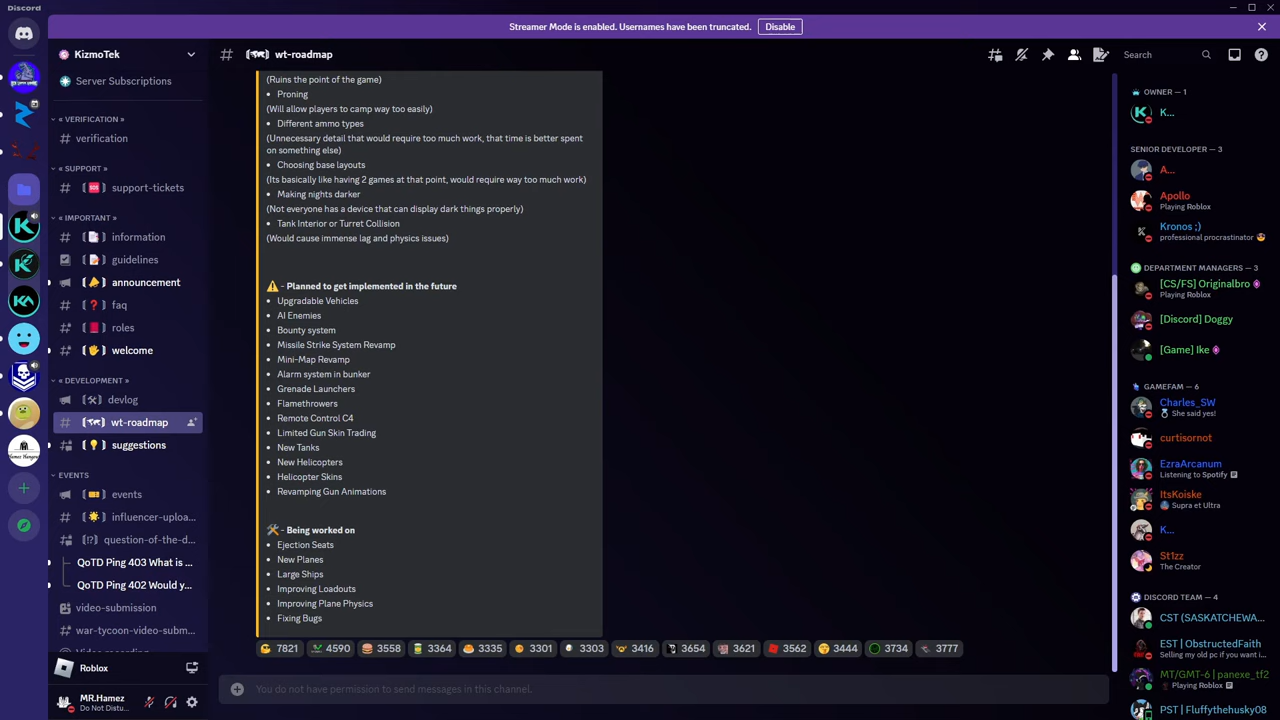 Discord
Streamer Mode is enabled. Usernames have been truncated.
Disable
KizmoTek
Server Subscriptions
« VERIFICATION »
verification
« SUPPORT »
support-tickets
« IMPORTANT »
information
guidelines
announcement
faq
roles
welcome
« DEVELOPMENT »
devlog
wt-roadmap
suggestions
EVENTS
events
influencer-uploa...
question-of-the-d...
QoTD Ping 403 What is ...
QoTD Ping 402 Would y...
video-submission
war-tycoon-video-subm...
Roblox
MR.Hamez
Do Not Distu...
wt-roadmap
Search
(Ruins the point of the game)
• Proning
(Will allow players to camp way too easily)
• Different ammo types
(Unnecessary detail that would require too much work, that time is better spent
on something else)
• Choosing base layouts
(Its basically like having 2 games at that point, would require way too much work)
• Making nights darker
(Not everyone has a device that can display dark things properly)
• Tank Interior or Turret Collision
(Would cause immense lag and physics issues)
⚠️ - Planned to get implemented in the future
• Upgradable Vehicles
• AI Enemies
• Bounty system
• Missile Strike System Revamp
• Mini-Map Revamp
• Alarm system in bunker
• Grenade Launchers
• Flamethrowers
• Remote Control C4
• Limited Gun Skin Trading
• New Tanks
• New Helicopters
• Helicopter Skins
• Revamping Gun Animations
🛠️ - Being worked on
• Ejection Seats
• New Planes
• Large Ships
• Improving Loadouts
• Improving Plane Physics
• Fixing Bugs
7821 4590 3558 3364 3335 3301 3303 3416 3654 3621 3562 3444 3734 3777
You do not have permission to send messages in this channel.
OWNER — 1
K...
SENIOR DEVELOPER — 3
A...
Apollo
Playing Roblox
Kronos ;)
professional procrastinator
DEPARTMENT MANAGERS — 3
[CS/FS] Originalbro
Playing Roblox
[Discord] Doggy
[Game] Ike
GAMEFAM — 6
Charles_SW
She said yes!
curtisornot
EzraArcanum
Listening to Spotify
ItsKoiske
Supra et Ultra
K...
St1zz
The Creator
DISCORD TEAM — 4
CST (SASKATCHEWA...
EST | ObstructedFaith
Selling my old pc if you want i...
MT/GMT-6 | panexe_tf2
Playing Roblox
PST | Fluffythehusky08